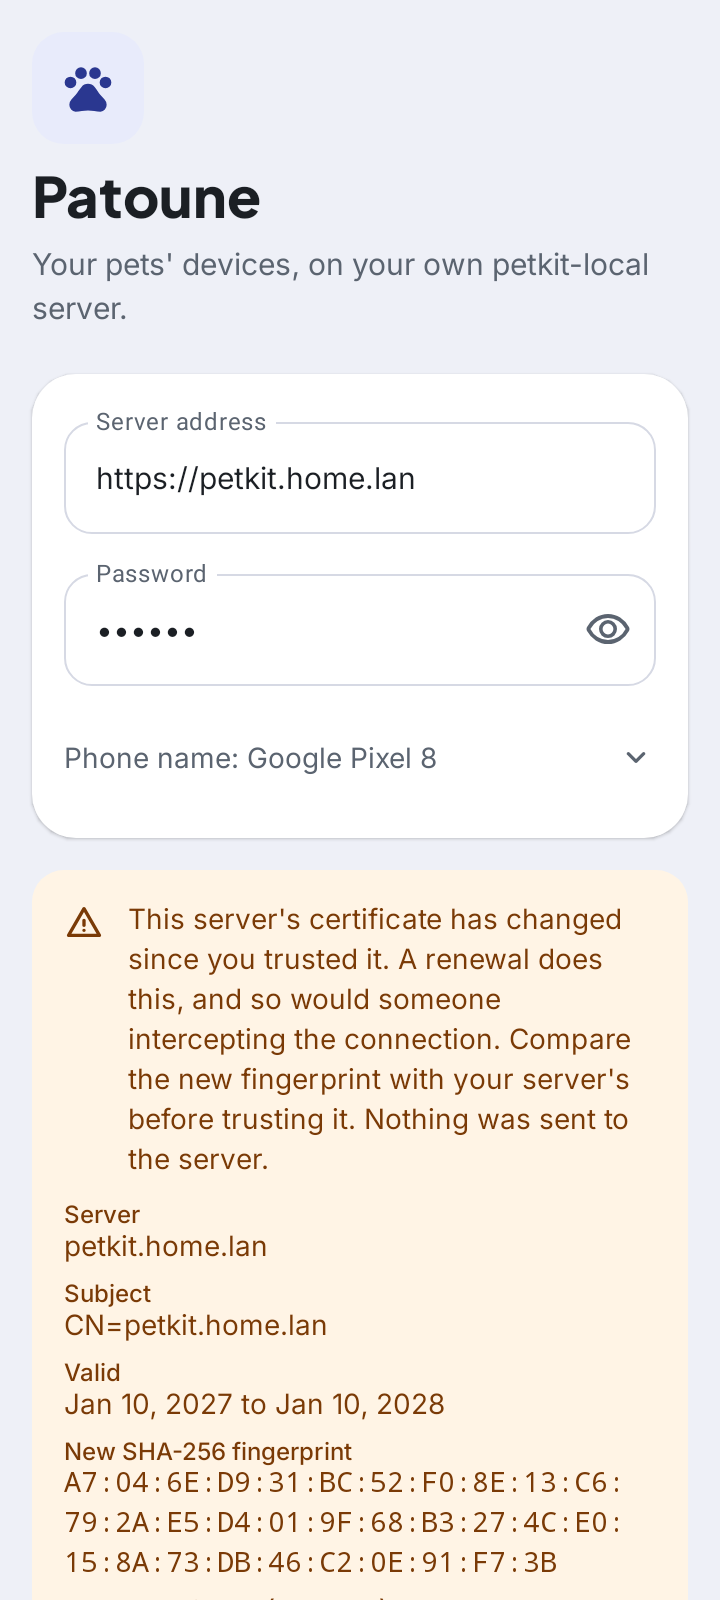 Patoune
Your pets' devices, on your own petkit-local
server.
Server address
https://petkit.home.lan
Password
••••••
Phone name: Google Pixel 8
This server's certificate has changed
since you trusted it. A renewal does
this, and so would someone
intercepting the connection. Compare
the new fingerprint with your server's
before trusting it. Nothing was sent to
the server.
Server
petkit.home.lan
Subject
CN=petkit.home.lan
Valid
Jan 10, 2027 to Jan 10, 2028
New SHA-256 fingerprint
A7:04:6E:D9:31:BC:52:F0:8E:13:C6:
79:2A:E5:D4:01:9F:68:B3:27:4C:E0:
15:8A:73:DB:46:C2:0E:91:F7:3B